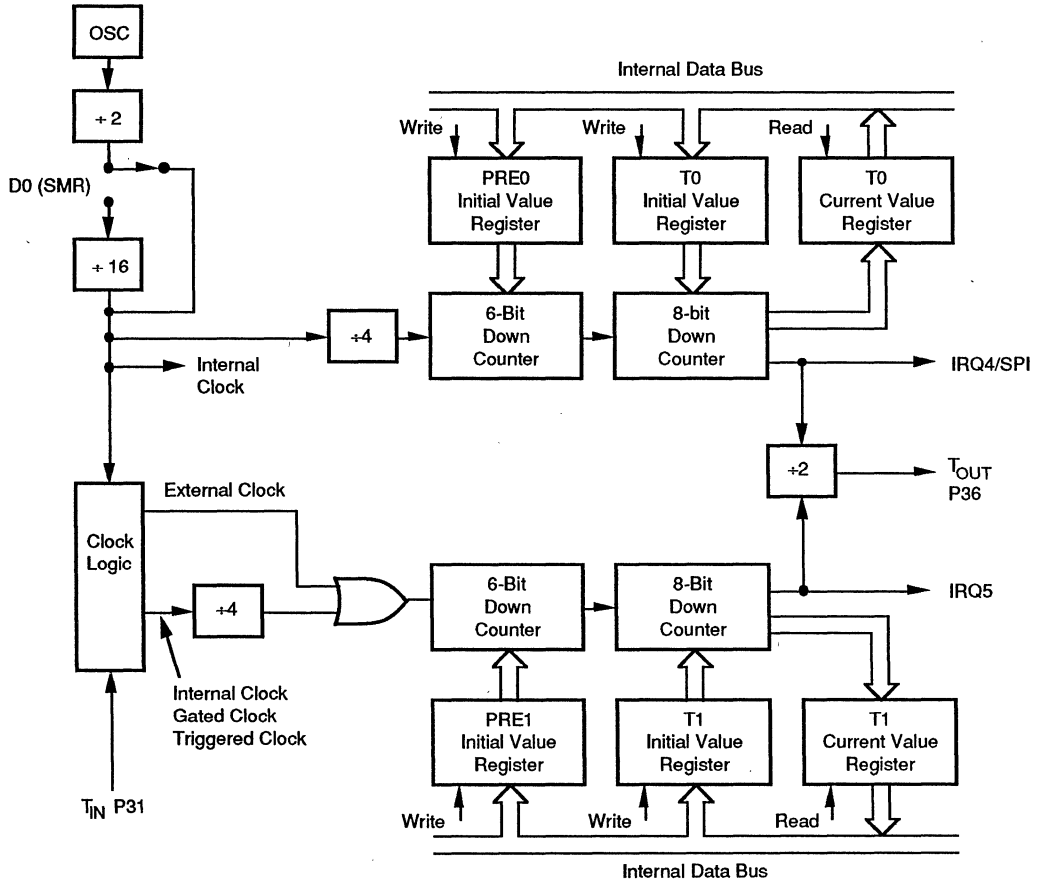 OSC
÷ 2
D0 (SMR)
÷ 16
Internal
Clock
÷4
Internal Data Bus
Write
Write
Read
PRE0
Initial Value
Register
T0
Initial Value
Register
T0
Current Value
Register
6-Bit
Down
Counter
8-bit
Down
Counter
IRQ4/SPI
÷2
TOUT
P36
IRQ5
External Clock
Clock
Logic
÷4
Internal Clock
Gated Clock
Triggered Clock
TIN P31
6-Bit
Down
Counter
8-Bit
Down
Counter
PRE1
Initial Value
Register
T1
Initial Value
Register
T1
Current Value
Register
Write
Write
Read
Internal Data Bus